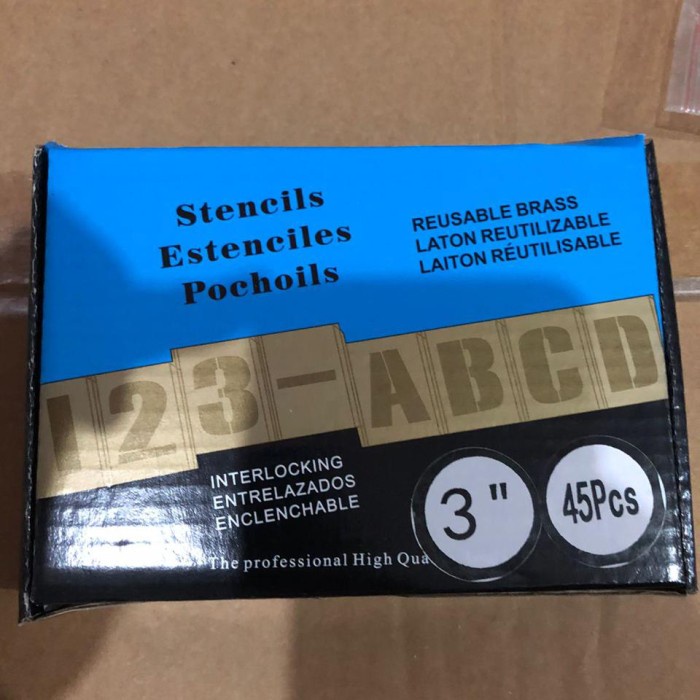 Stencils
Estenciles
Pochoils
REUSABLE BRASS
LATON REUTILIZABLE
LAITON RÉUTILISABLE
123-ABCD
INTERLOCKING
ENTRELAZADOS
ENCLENCHABLE
3"
45Pcs
The professional High Qua